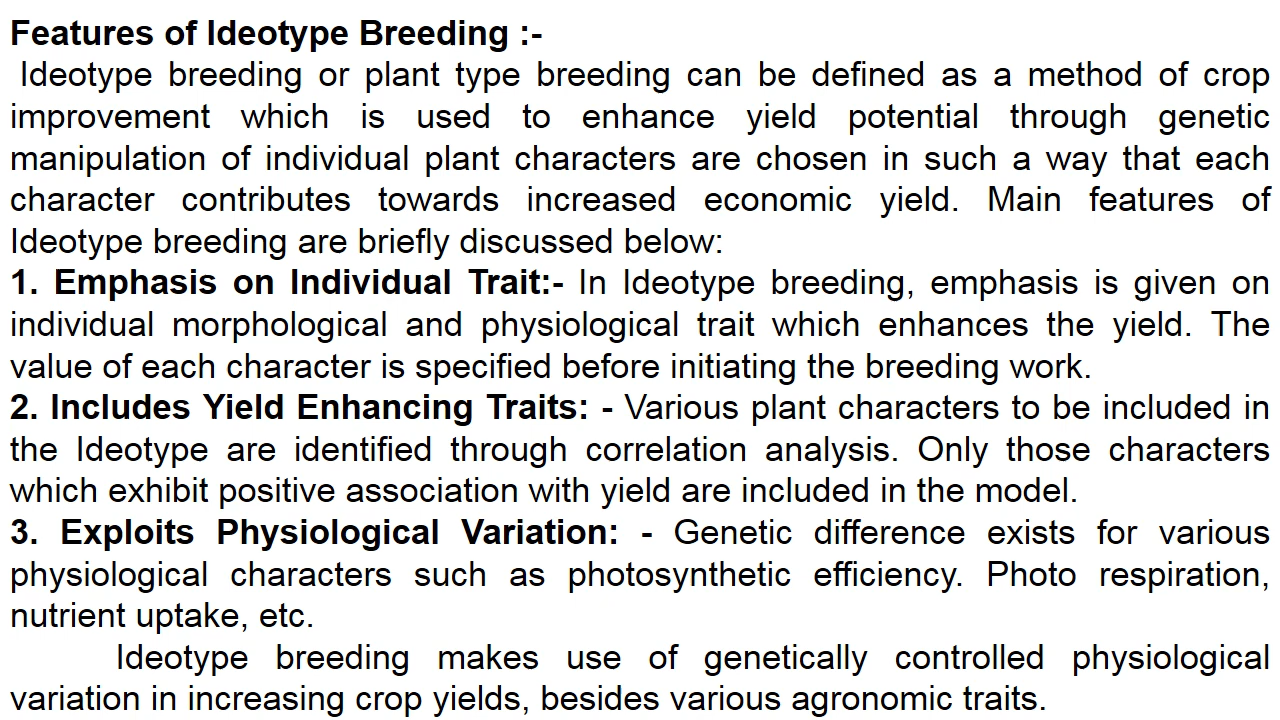 Features of Ideotype Breeding :-
Ideotype breeding or plant type breeding can be defined as a method of crop
improvement which is used to enhance yield potential through genetic
manipulation of individual plant characters are chosen in such a way that each
character contributes towards increased economic yield. Main features of
Ideotype breeding are briefly discussed below:
1. Emphasis on Individual Trait:- In Ideotype breeding, emphasis is given on
individual morphological and physiological trait which enhances the yield. The
value of each character is specified before initiating the breeding work.
2. Includes Yield Enhancing Traits: - Various plant characters to be included in
the Ideotype are identified through correlation analysis. Only those characters
which exhibit positive association with yield are included in the model.
3. Exploits Physiological Variation: - Genetic difference exists for various
physiological characters such as photosynthetic efficiency. Photo respiration,
nutrient uptake, etc.
Ideotype breeding makes use of genetically controlled physiological
variation in increasing crop yields, besides various agronomic traits.